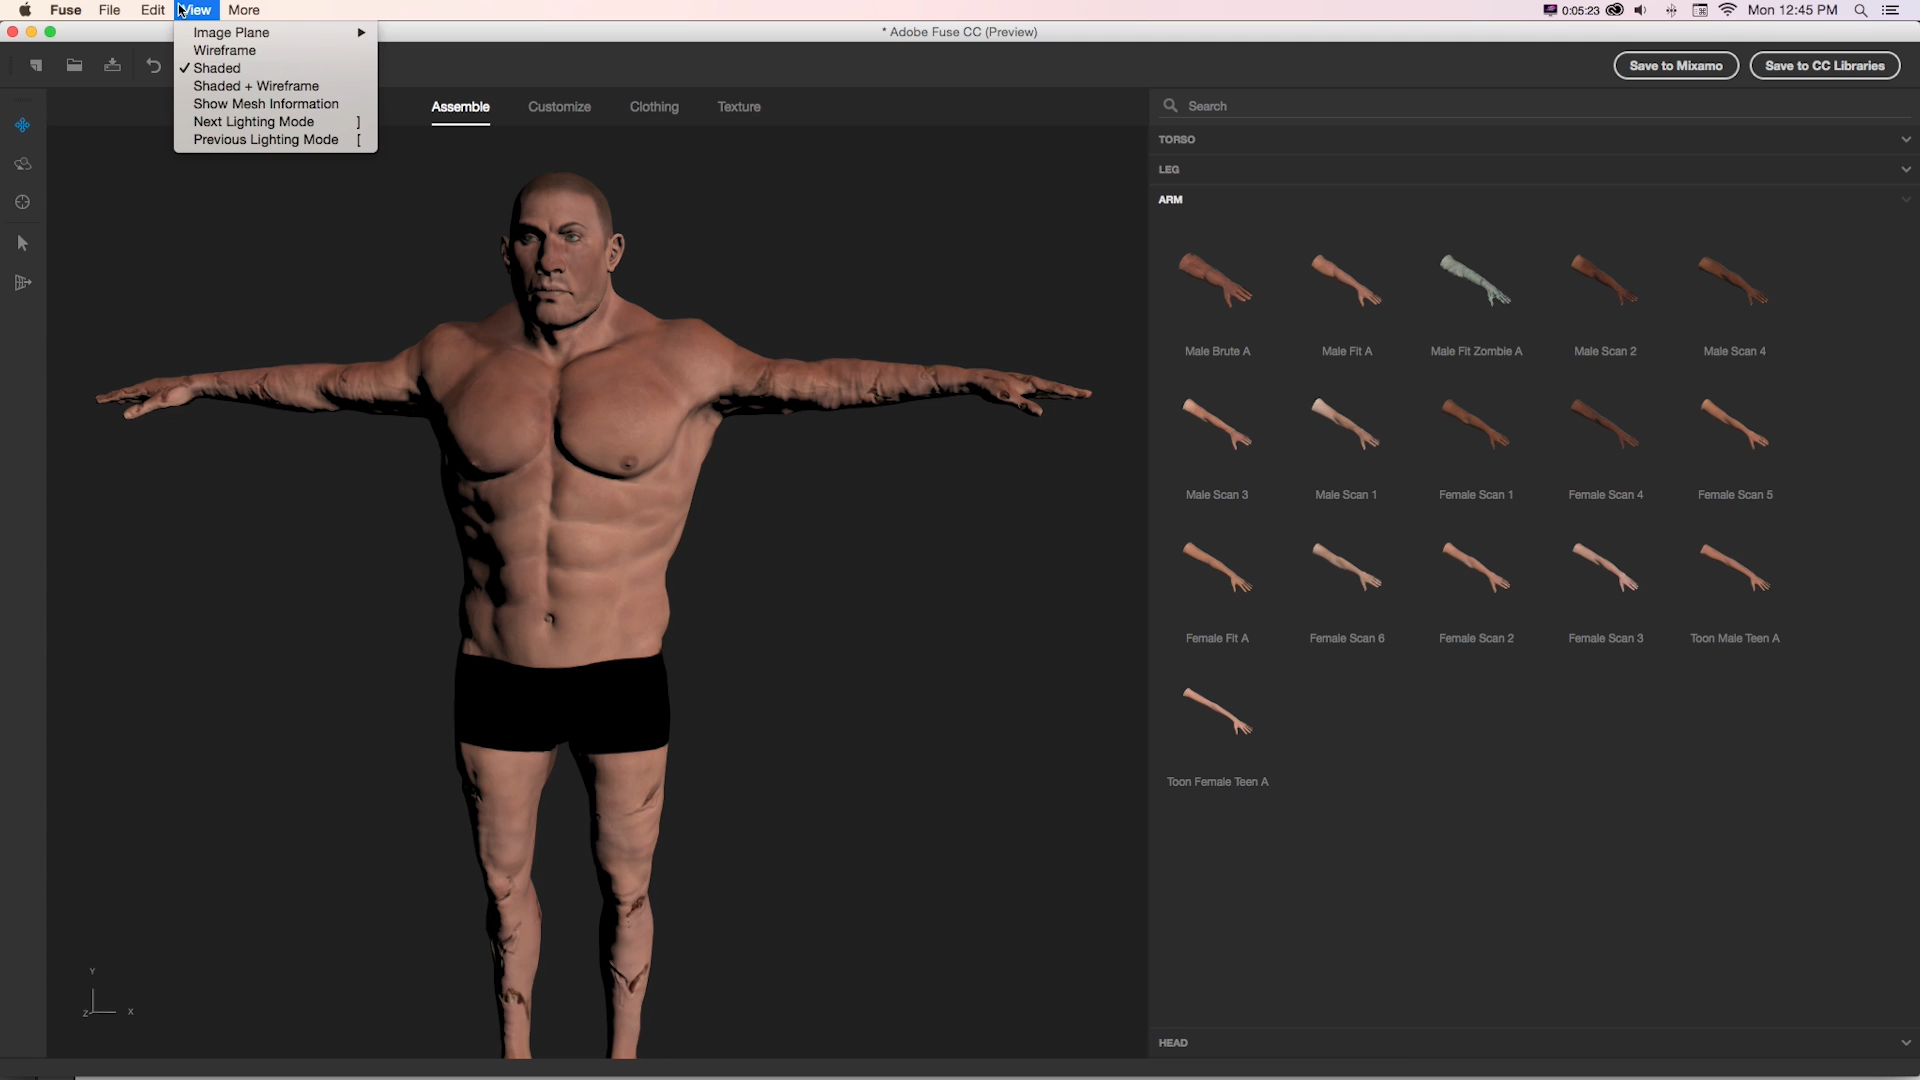 Fuse File Edit View More 0:05:23 Mon 12:45 PM
* Adobe Fuse CC (Preview)
Image Plane
Wireframe
Shaded
Shaded + Wireframe
Show Mesh Information
Next Lighting Mode ]
Previous Lighting Mode [
Save to Mixamo Save to CC Libraries
Assemble Customize Clothing Texture
Search
TORSO
LEG
ARM
Male Brute A Male Fit A Male Fit Zombie A Male Scan 2 Male Scan 4
Male Scan 3 Male Scan 1 Female Scan 1 Female Scan 4 Female Scan 5
Female Fit A Female Scan 6 Female Scan 2 Female Scan 3 Toon Male Teen A
Toon Female Teen A
HEAD
Y
Z X